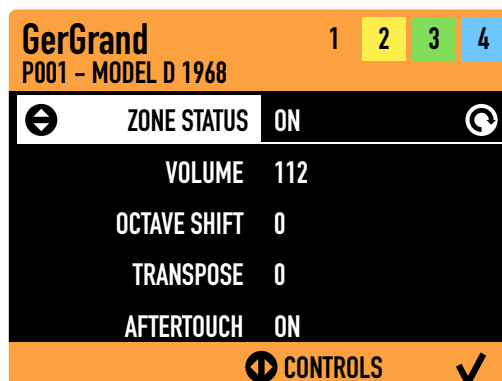 GerGrand 1 2 3 4
P001 – MODEL D 1968
ZONE STATUS ON
VOLUME 112
OCTAVE SHIFT 0
TRANSPOSE 0
AFTERTOUCH ON
CONTROLS